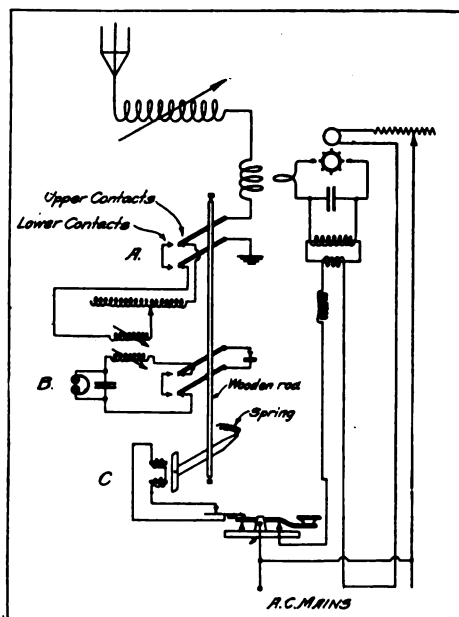 Upper Contacts
Lower Contacts
A.
B.
Wooden rod
Spring
C
A.C. MAINS